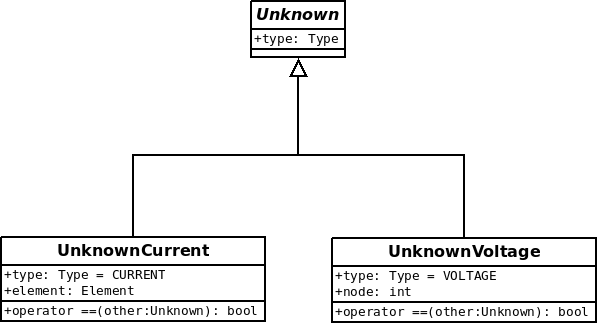 Unknown
+type: Type
UnknownCurrent
+type: Type = CURRENT
+element: Element
+operator ==(other:Unknown): bool
UnknownVoltage
+type: Type = VOLTAGE
+node: int
+operator ==(other:Unknown): bool